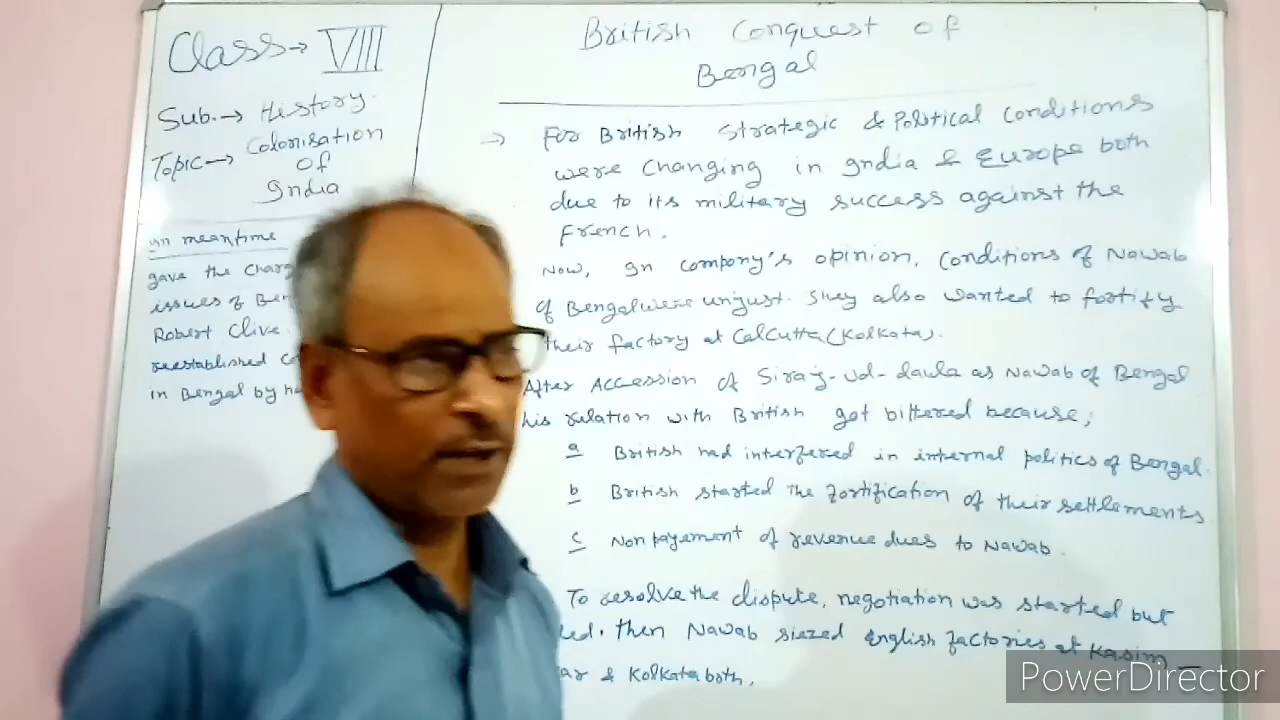 Class → VIII
Sub. → History.
Topic → Colonisation
of
India
In meantime
gave the
issues of
Robert Clive
reestablished
in Bengal by
British Conquest of
Bengal
→ For British strategic & Political Conditions
were changing in India & Europe both
due to its military success against the
French.
Now, In company's opinion, Conditions of Nawab
of Bengal were unjust. They also wanted to fortify
their factory at Calcutta (Kolkata).
After Accession of Siraj-ud-daula as Nawab of Bengal
his relation with British got bittered because;
a British had interfered in internal politics of Bengal.
b British started the fortification of their settlements
c Non payement of revenue dues to Nawab.
To resolve the dispute, negotiation was started but
then Nawab siezed English factories at Kasim-
ar & Kolkata both.
PowerDirector